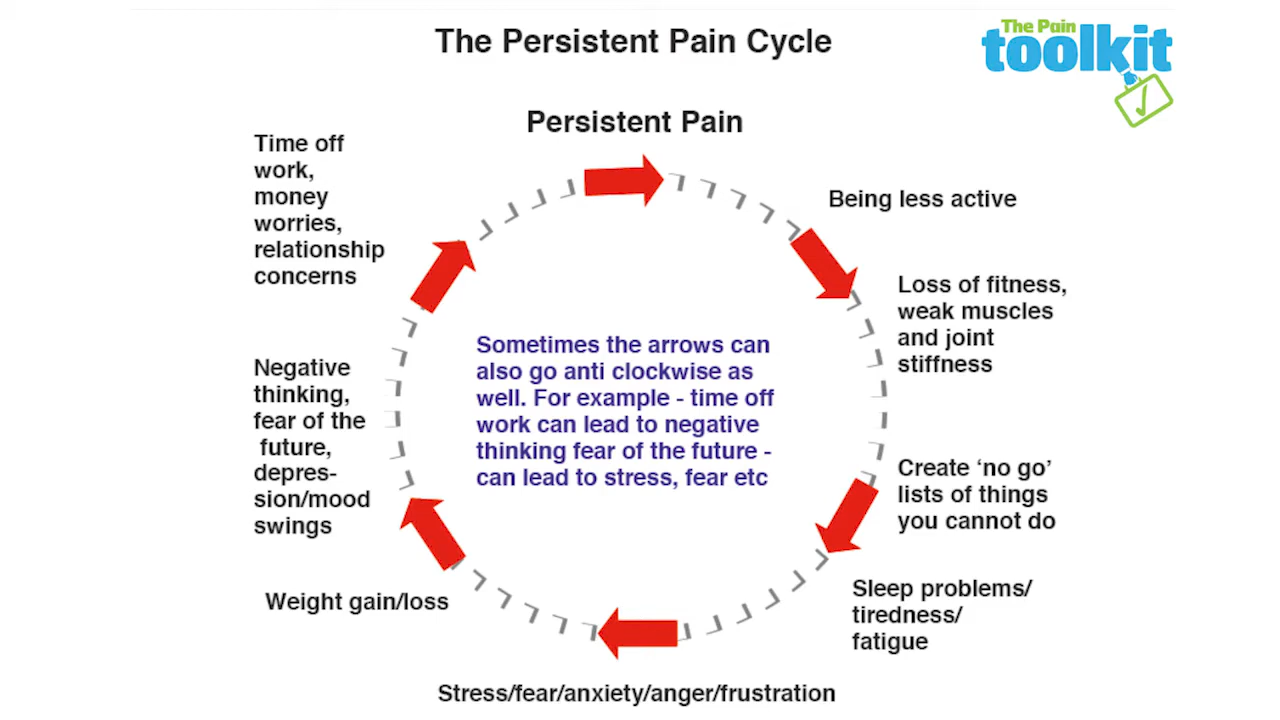 The Persistent Pain Cycle
The Pain
toolkit
Persistent Pain
Being less active
Loss of fitness,
weak muscles
and joint
stiffness
Create ‘no go’
lists of things
you cannot do
Sleep problems/
tiredness/
fatigue
Stress/fear/anxiety/anger/frustration
Weight gain/loss
Negative
thinking,
fear of the
future,
depres-
sion/mood
swings
Time off
work,
money
worries,
relationship
concerns
Sometimes the arrows can
also go anti clockwise as
well. For example - time off
work can lead to negative
thinking fear of the future -
can lead to stress, fear etc